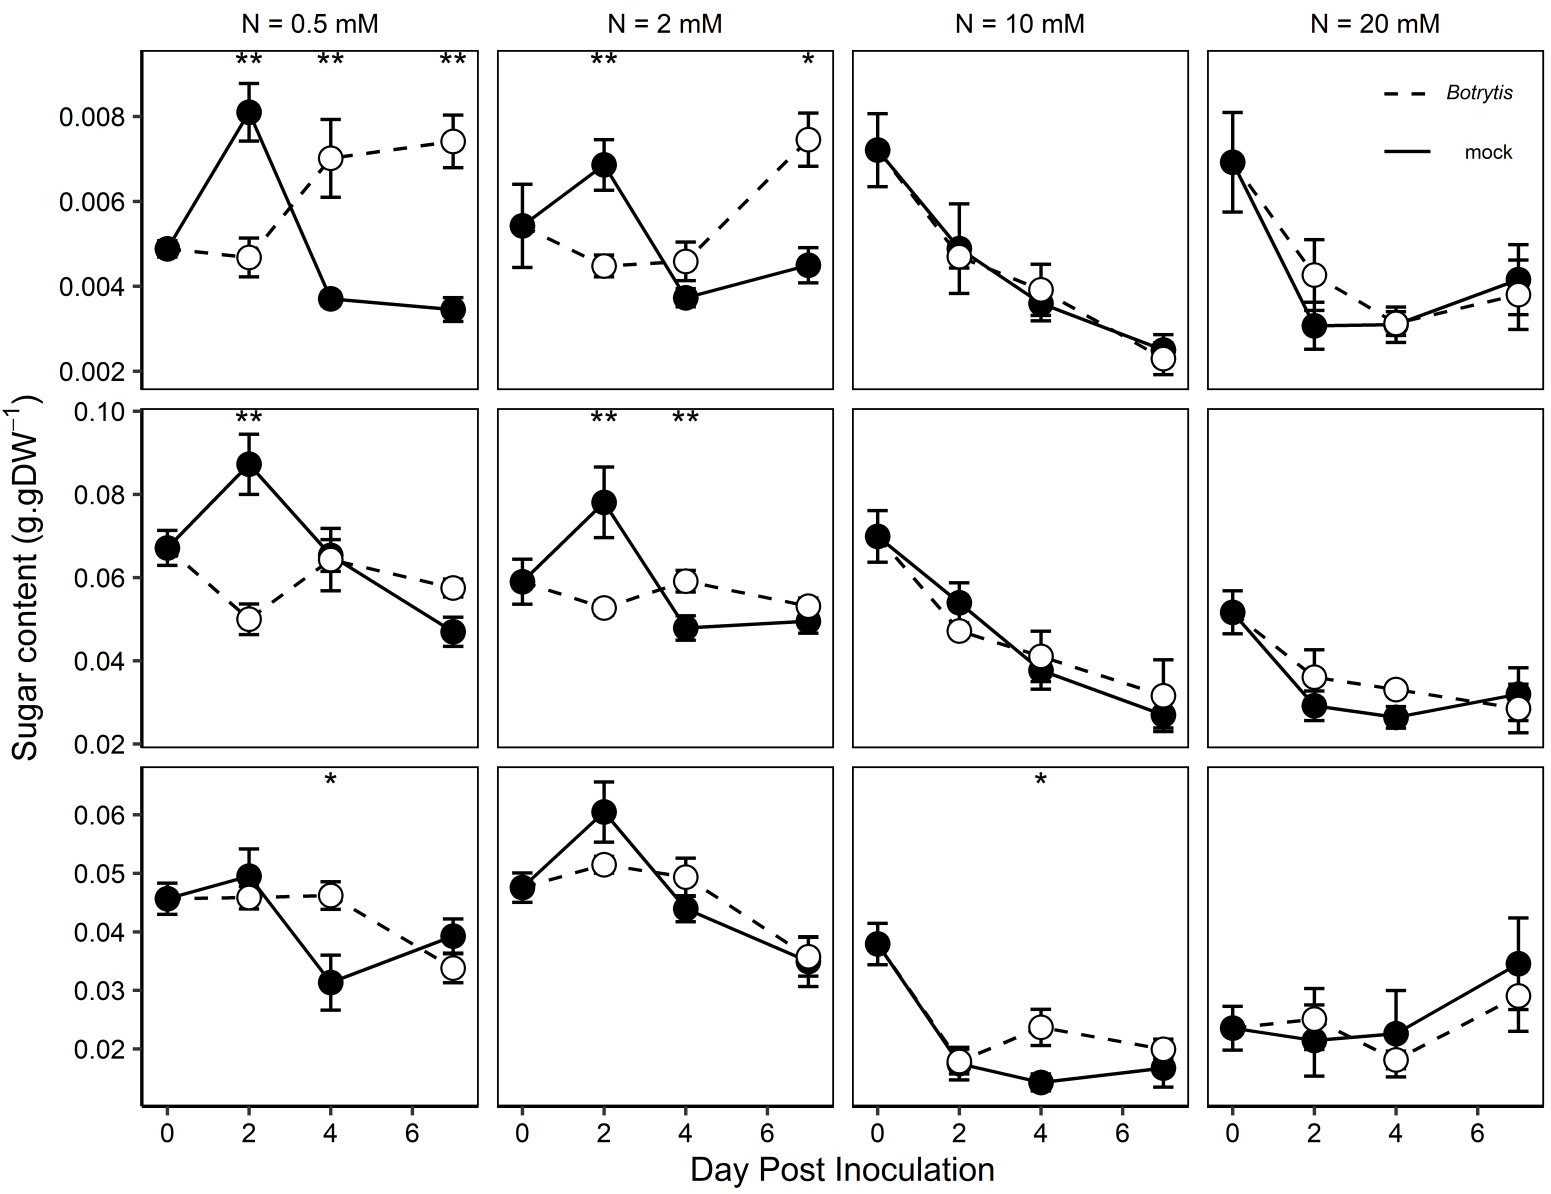 N = 0.5 mM N = 2 mM N = 10 mM N = 20 mM
** ** ** ** *
Botrytis
mock
0.008
0.006
0.004
0.002
** ** **
0.10
0.08
0.06
0.04
0.02
* *
0.06
0.05
0.04
0.03
0.02
Sugar content (g.gDW⁻¹)
0 2 4 6 0 2 4 6 0 2 4 6 0 2 4 6
Day Post Inoculation